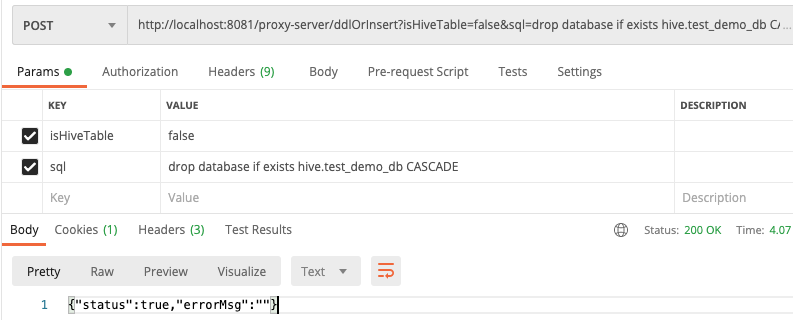 POST http://localhost:8081/proxy-server/ddlOrInsert?isHiveTable=false&sql=drop database if exists hive.test_demo_db CA...
Params Authorization Headers (9) Body Pre-request Script Tests Settings
KEY VALUE DESCRIPTION
isHiveTable false
sql drop database if exists hive.test_demo_db CASCADE
Key Value Description
Body Cookies (1) Headers (3) Test Results Status: 200 OK Time: 4.07
Pretty Raw Preview Visualize Text
1 {"status":true,"errorMsg":""}